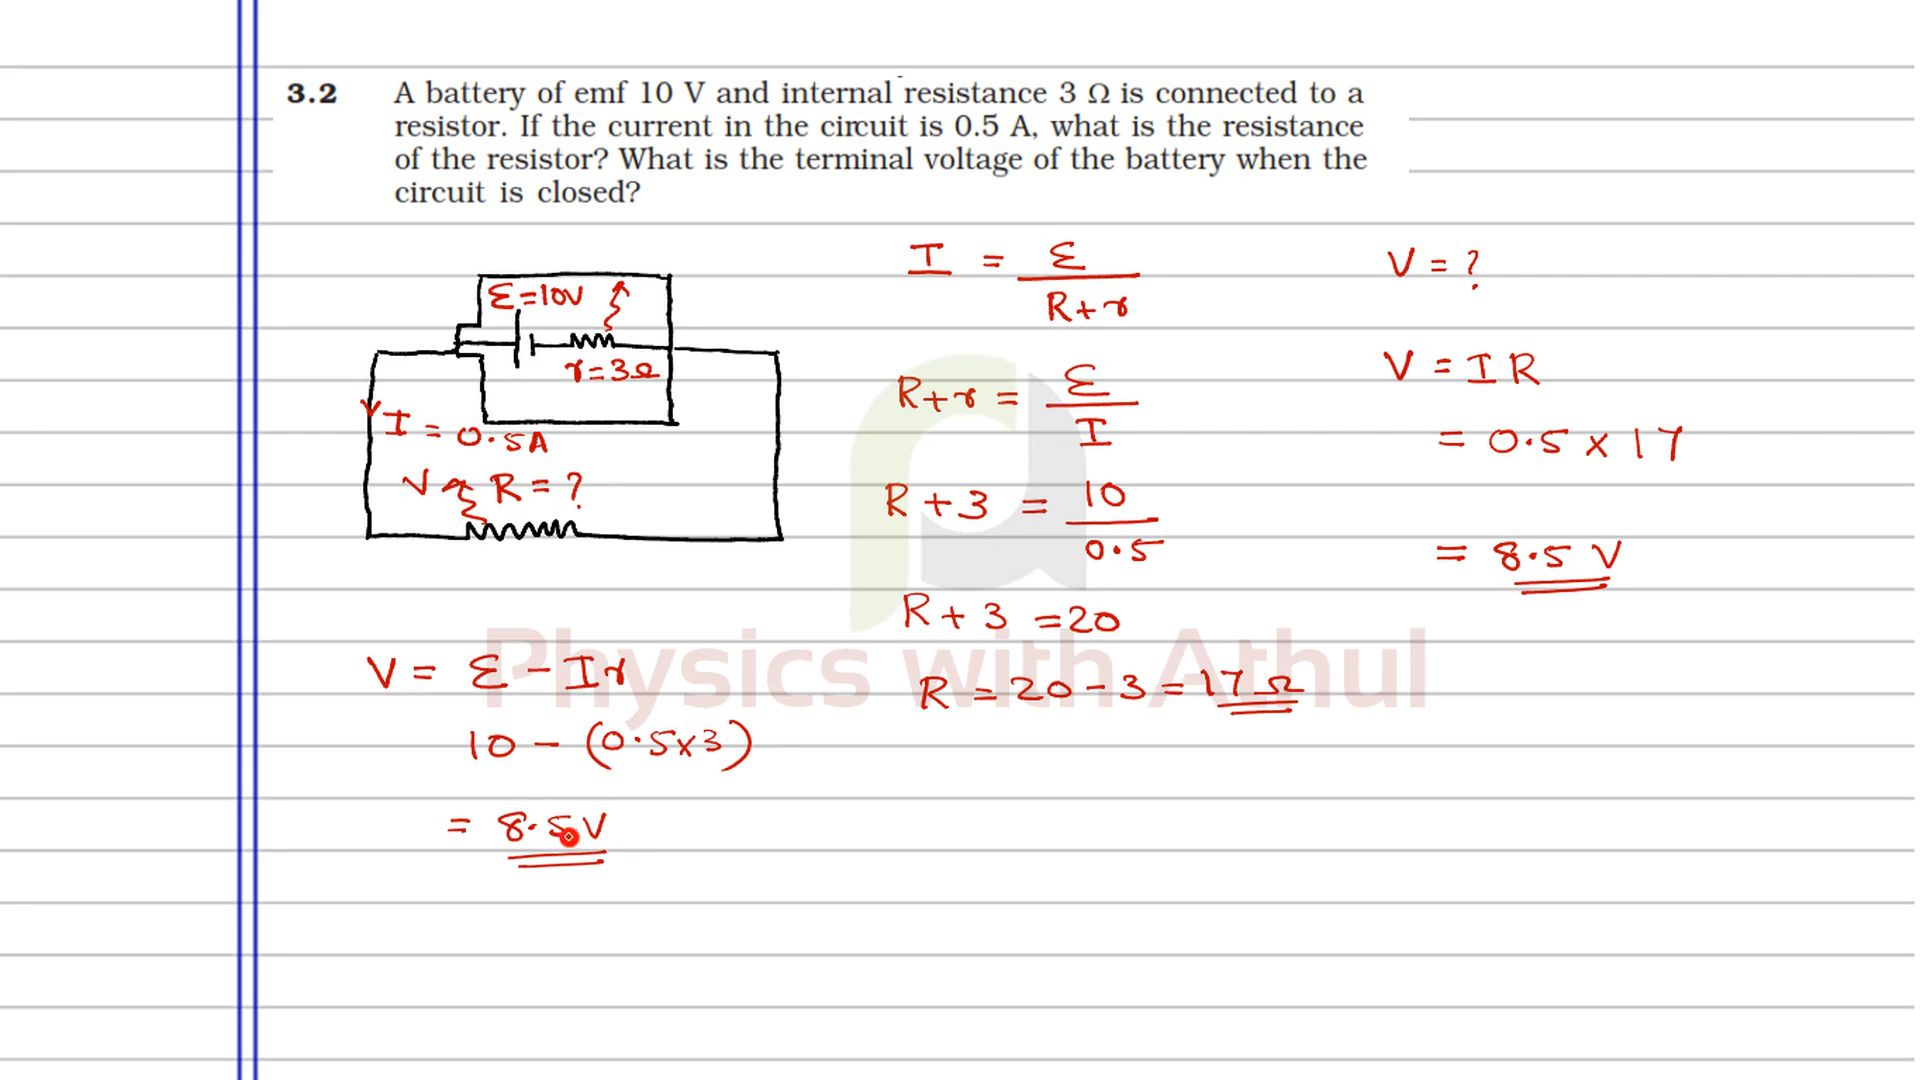 3.2 A battery of emf 10 V and internal resistance 3 Ω is connected to a
resistor. If the current in the circuit is 0.5 A, what is the resistance
of the resistor? What is the terminal voltage of the battery when the
circuit is closed?
Ɛ=10V
r=3Ω
I = 0.5A
V R = ?
V = Ɛ - Ir
10 - (0.5×3)
= 8.5V
I = Ɛ / R+r
R+r = Ɛ / I
R+3 = 10 / 0.5
R+3 = 20
R = 20-3 = 17Ω
V = ?
V = IR
= 0.5 × 17
= 8.5 V
Physics with Athul